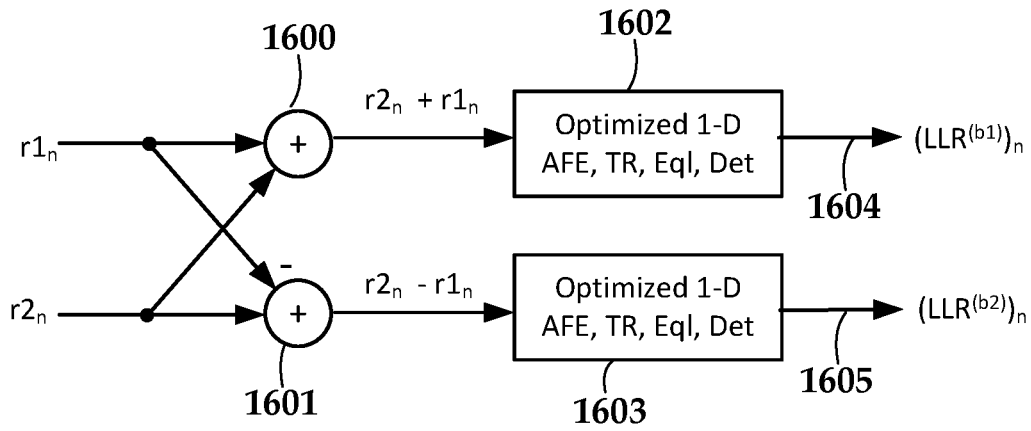 1600
1602
r1ₙ
+
r2ₙ + r1ₙ
Optimized 1-D
AFE, TR, Eql, Det
(LLR⁽ᵇ¹⁾)ₙ
1604
-
r2ₙ
+
r2ₙ - r1ₙ
Optimized 1-D
AFE, TR, Eql, Det
(LLR⁽ᵇ²⁾)ₙ
1601
1603
1605